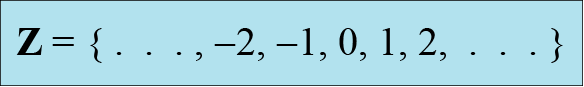 Z = { . . . , –2, –1, 0, 1, 2, . . . }